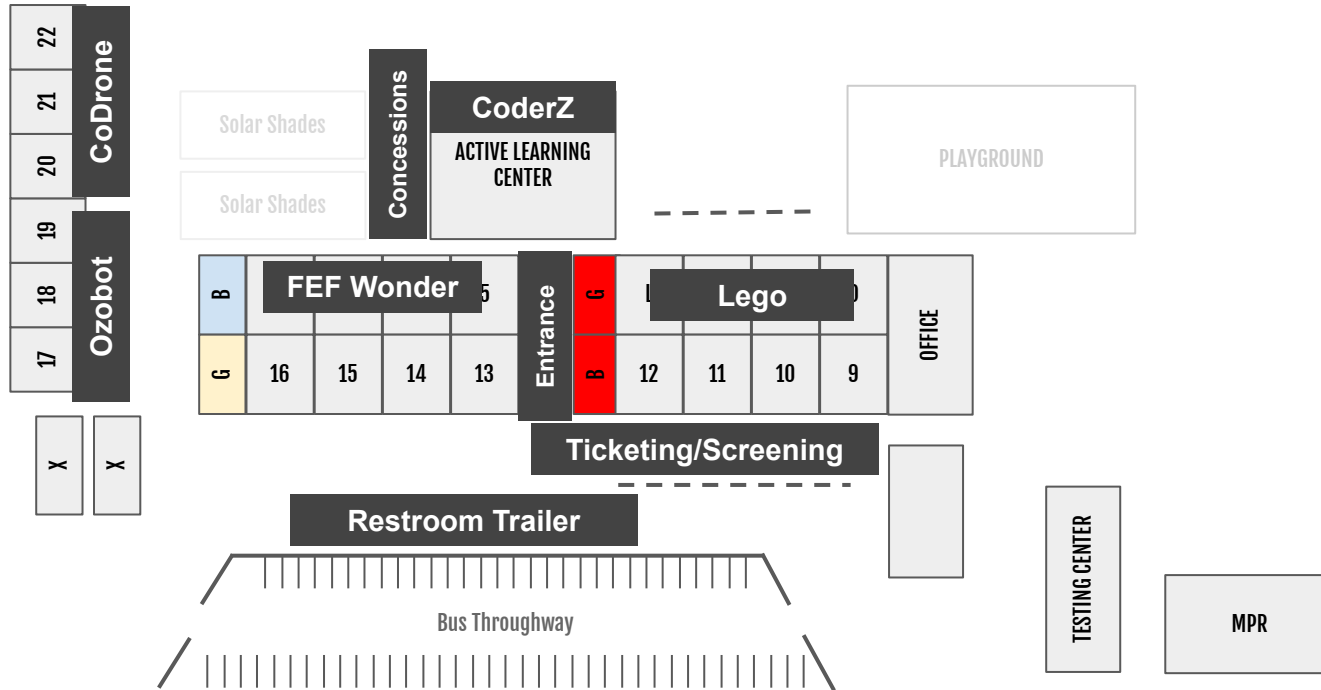 22
21
20
19
18
17
CoDrone
Ozobot
X
X
Solar Shades
Solar Shades
Concessions
CoderZ
ACTIVE LEARNING
CENTER
PLAYGROUND
B
FEF Wonder
Entrance
G
Lego
OFFICE
G
16
15
14
13
B
12
11
10
9
Ticketing/Screening
Restroom Trailer
Bus Throughway
TESTING CENTER
MPR